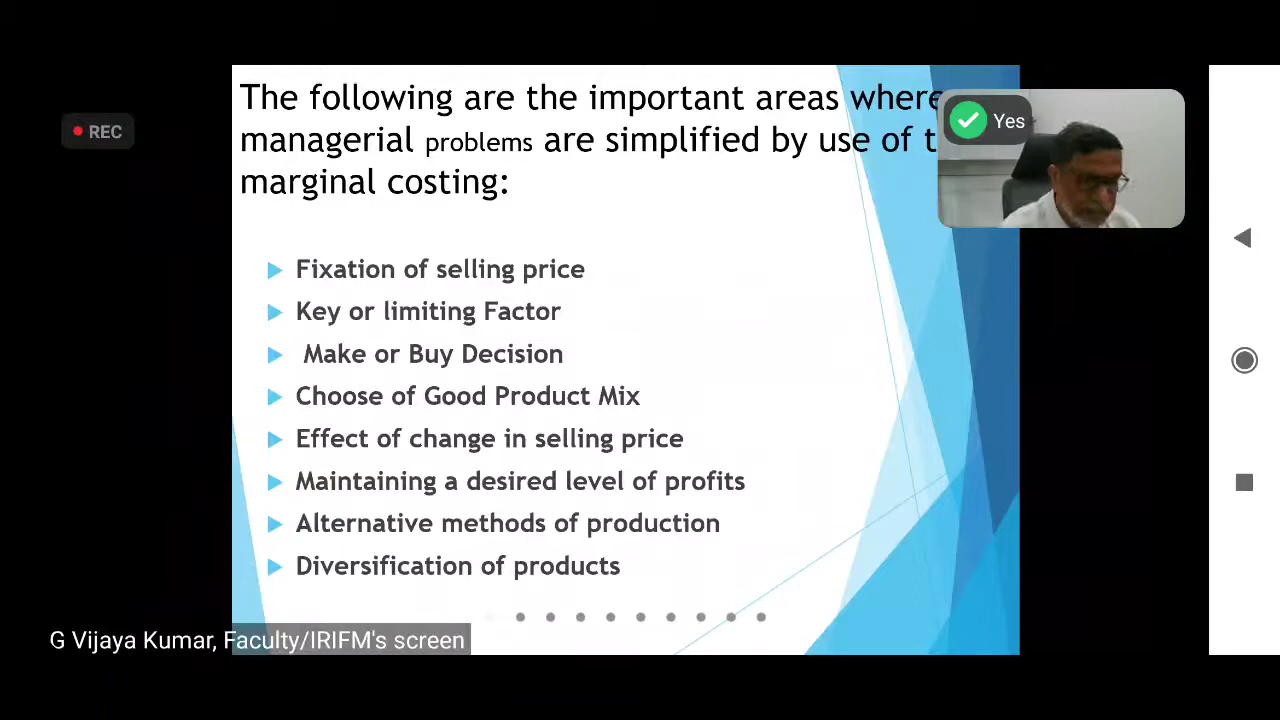 The following are the important areas where
managerial problems are simplified by use of
marginal costing:
REC
Yes
Fixation of selling price
Key or limiting Factor
Make or Buy Decision
Choose of Good Product Mix
Effect of change in selling price
Maintaining a desired level of profits
Alternative methods of production
Diversification of products
G Vijaya Kumar, Faculty/IRIFM's screen